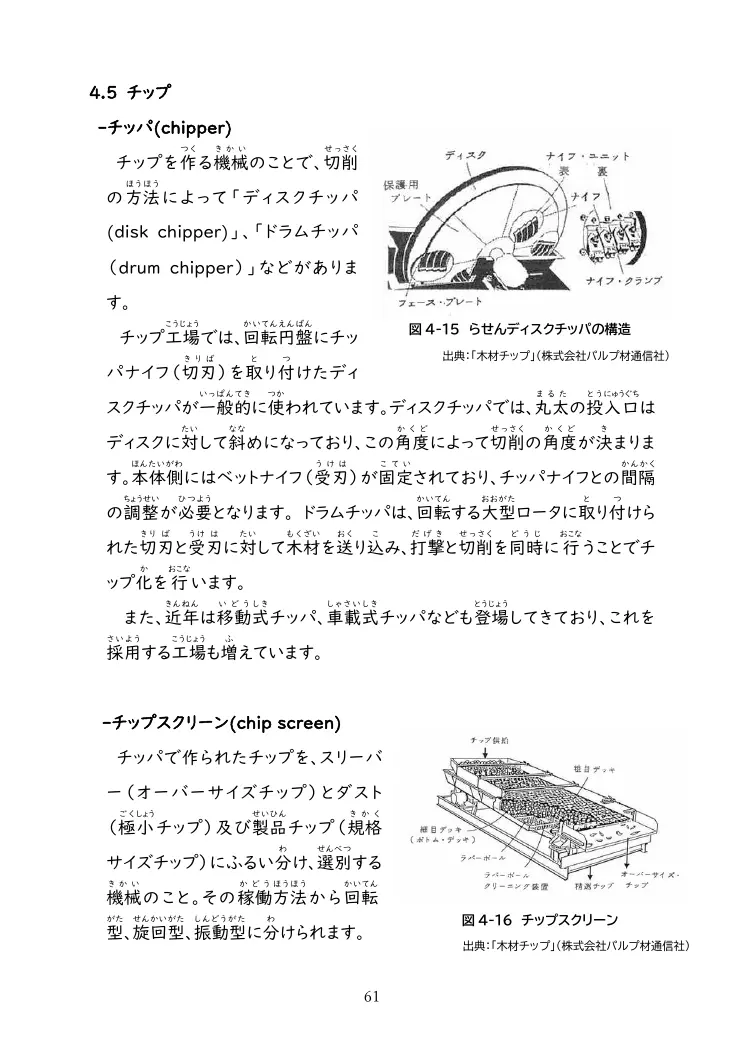 4.5 チップ
-チッパ(chipper)
チップを作る機械のことで、切削
の方法によって「ディスクチッパ
(disk chipper)」、「ドラムチッパ
（drum chipper）」などがありま
す。
チップ工場では、回転円盤にチッ
パナイフ（切刃）を取り付けたディ
スクチッパが一般的に使われています。ディスクチッパでは、丸太の投入口は
ディスクに対して斜めになっており、この角度によって切削の角度が決まりま
す。本体側にはベットナイフ（受刃）が固定されており、チッパナイフとの間隔
の調整が必要となります。ドラムチッパは、回転する大型ロータに取り付けら
れた切刃と受刃に対して木材を送り込み、打撃と切削を同時に行うことでチ
ップ化を行います。
また、近年は移動式チッパ、車載式チッパなども登場してきており、これを
採用する工場も増えています。
ディスク
ナイフ・ユニット
表 裏
保護用
プレート
ナイフ
ナイフ・クランプ
フェース・プレート
図4-15 らせんディスクチッパの構造
出典：「木材チップ」（株式会社パルプ材通信社）
-チップスクリーン(chip screen)
チッパで作られたチップを、スリーバ
ー（オーバーサイズチップ）とダスト
（極小チップ）及び製品チップ（規格
サイズチップ）にふるい分け、選別する
機械のこと。その稼働方法から回転
型、旋回型、振動型に分けられます。
チップ供給
粗目デッキ
細目デッキ
（ボトム・デッキ）
ラバーボール
ラバーボール
クリーニング装置
精選チップ
オーバーサイズ・
チップ
図4-16 チップスクリーン
出典：「木材チップ」（株式会社パルプ材通信社）
61